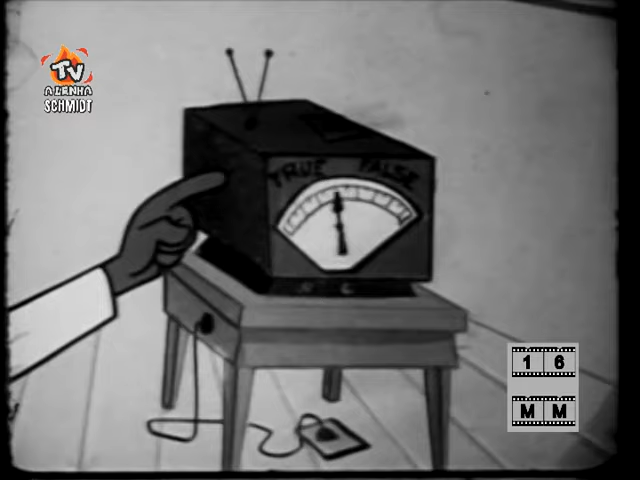 TV
A LENHA
SCHMIDT
TRUE FALSE
1 6
M M